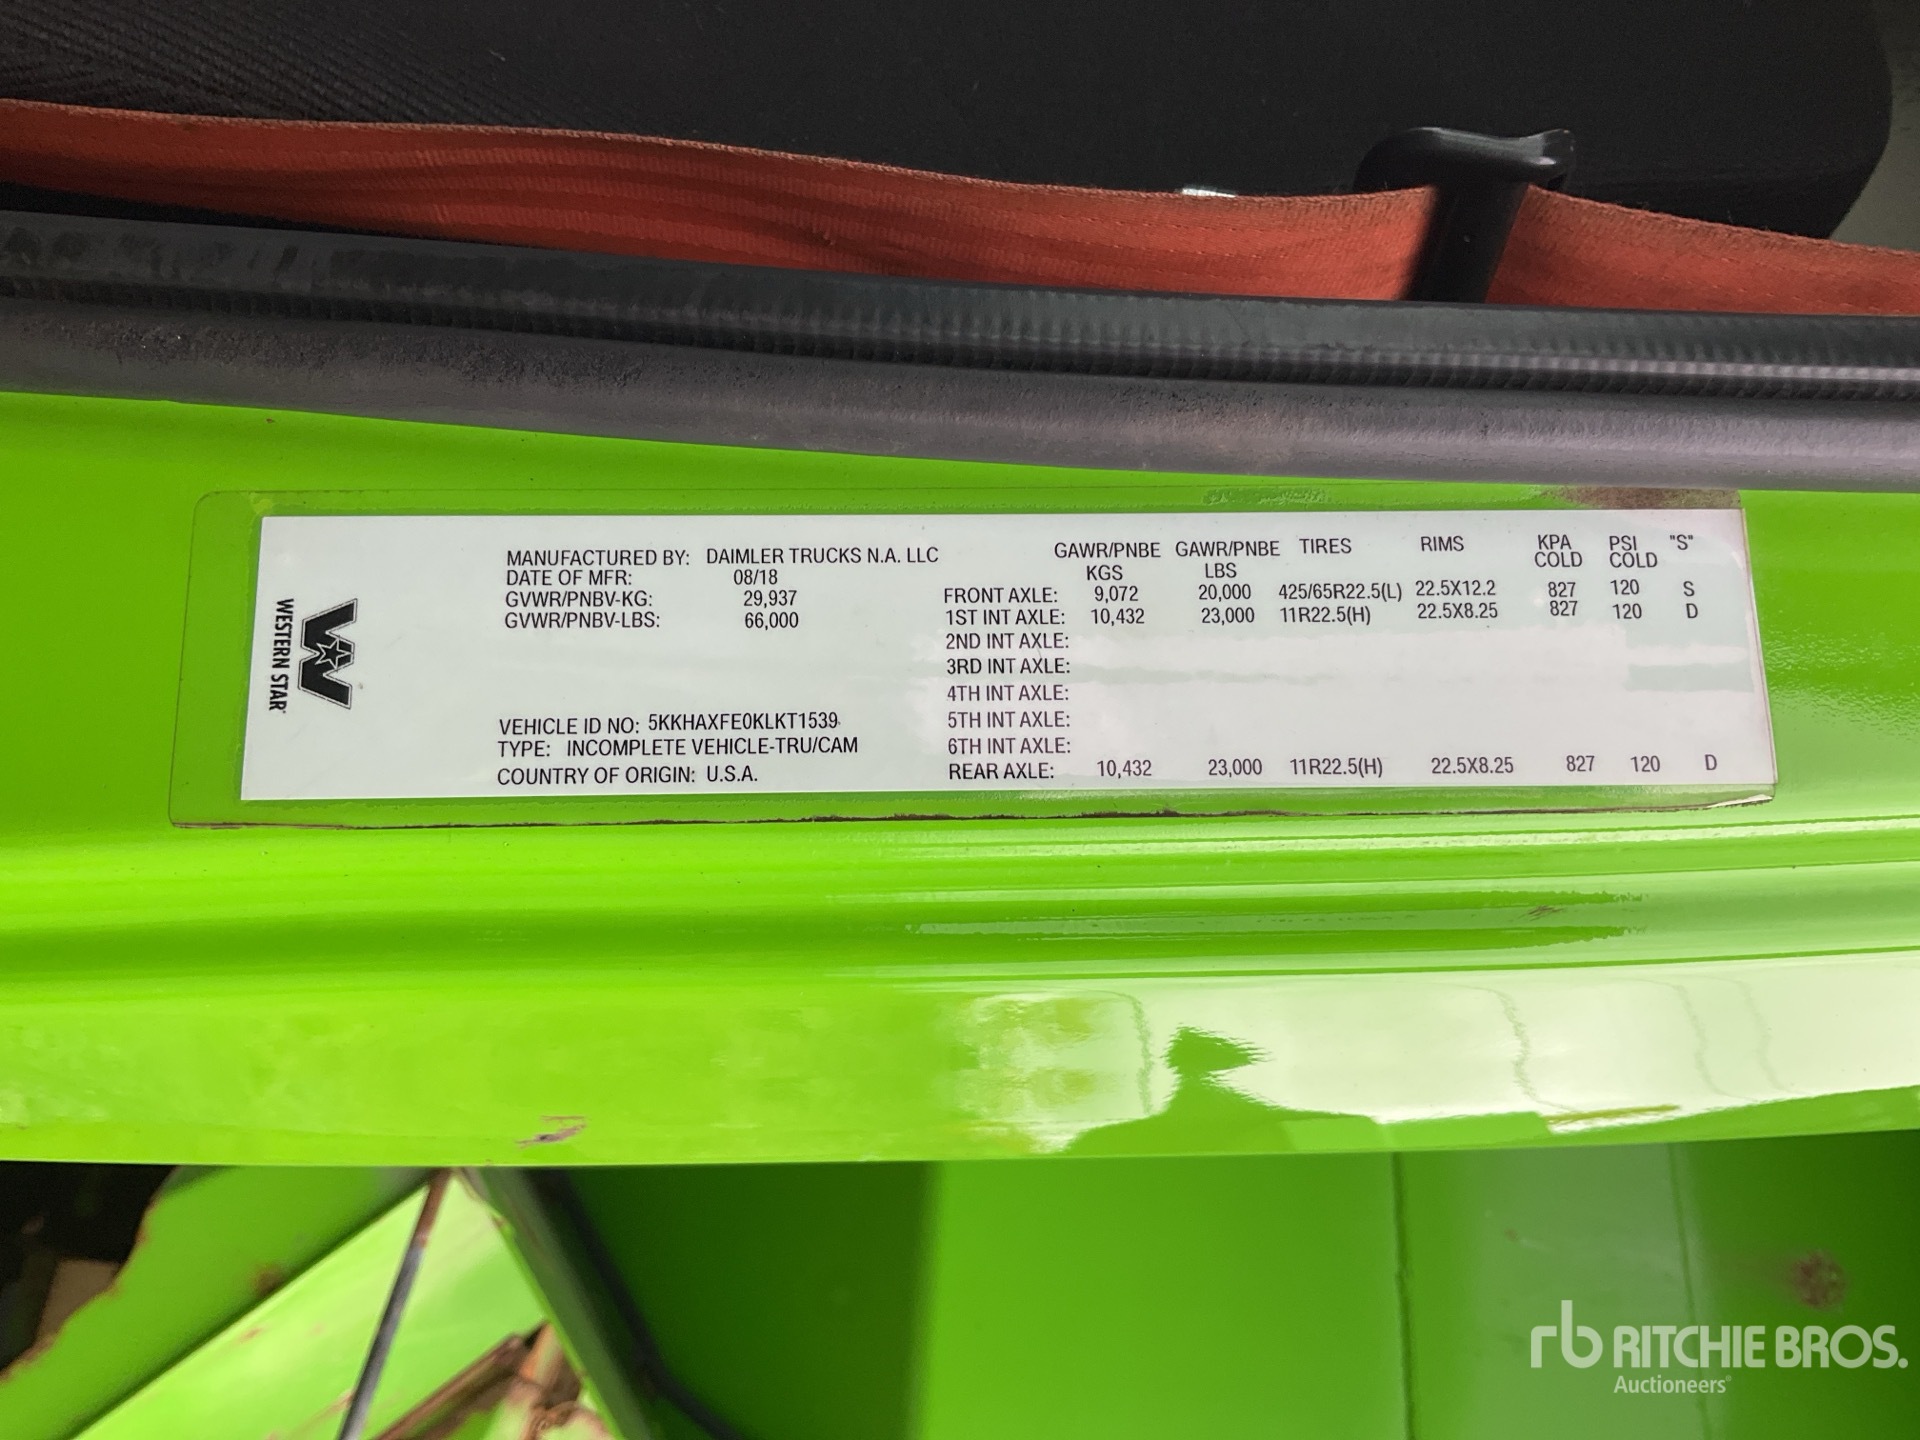 WESTERN STAR
MANUFACTURED BY: DAIMLER TRUCKS N.A. LLC
DATE OF MFR: 08/18
GVWR/PNBV-KG: 29,937
GVWR/PNBV-LBS: 66,000
VEHICLE ID NO: 5KKHAXFE0KLKT1539
TYPE: INCOMPLETE VEHICLE-TRU/CAM
COUNTRY OF ORIGIN: U.S.A.
GAWR/PNBE KGS GAWR/PNBE LBS TIRES RIMS KPA COLD PSI COLD "S"
FRONT AXLE: 9,072 20,000 425/65R22.5(L) 22.5X12.2 827 120 S
1ST INT AXLE: 10,432 23,000 11R22.5(H) 22.5X8.25 827 120 D
2ND INT AXLE:
3RD INT AXLE:
4TH INT AXLE:
5TH INT AXLE:
6TH INT AXLE:
REAR AXLE: 10,432 23,000 11R22.5(H) 22.5X8.25 827 120 D
rb RITCHIE BROS.
Auctioneers